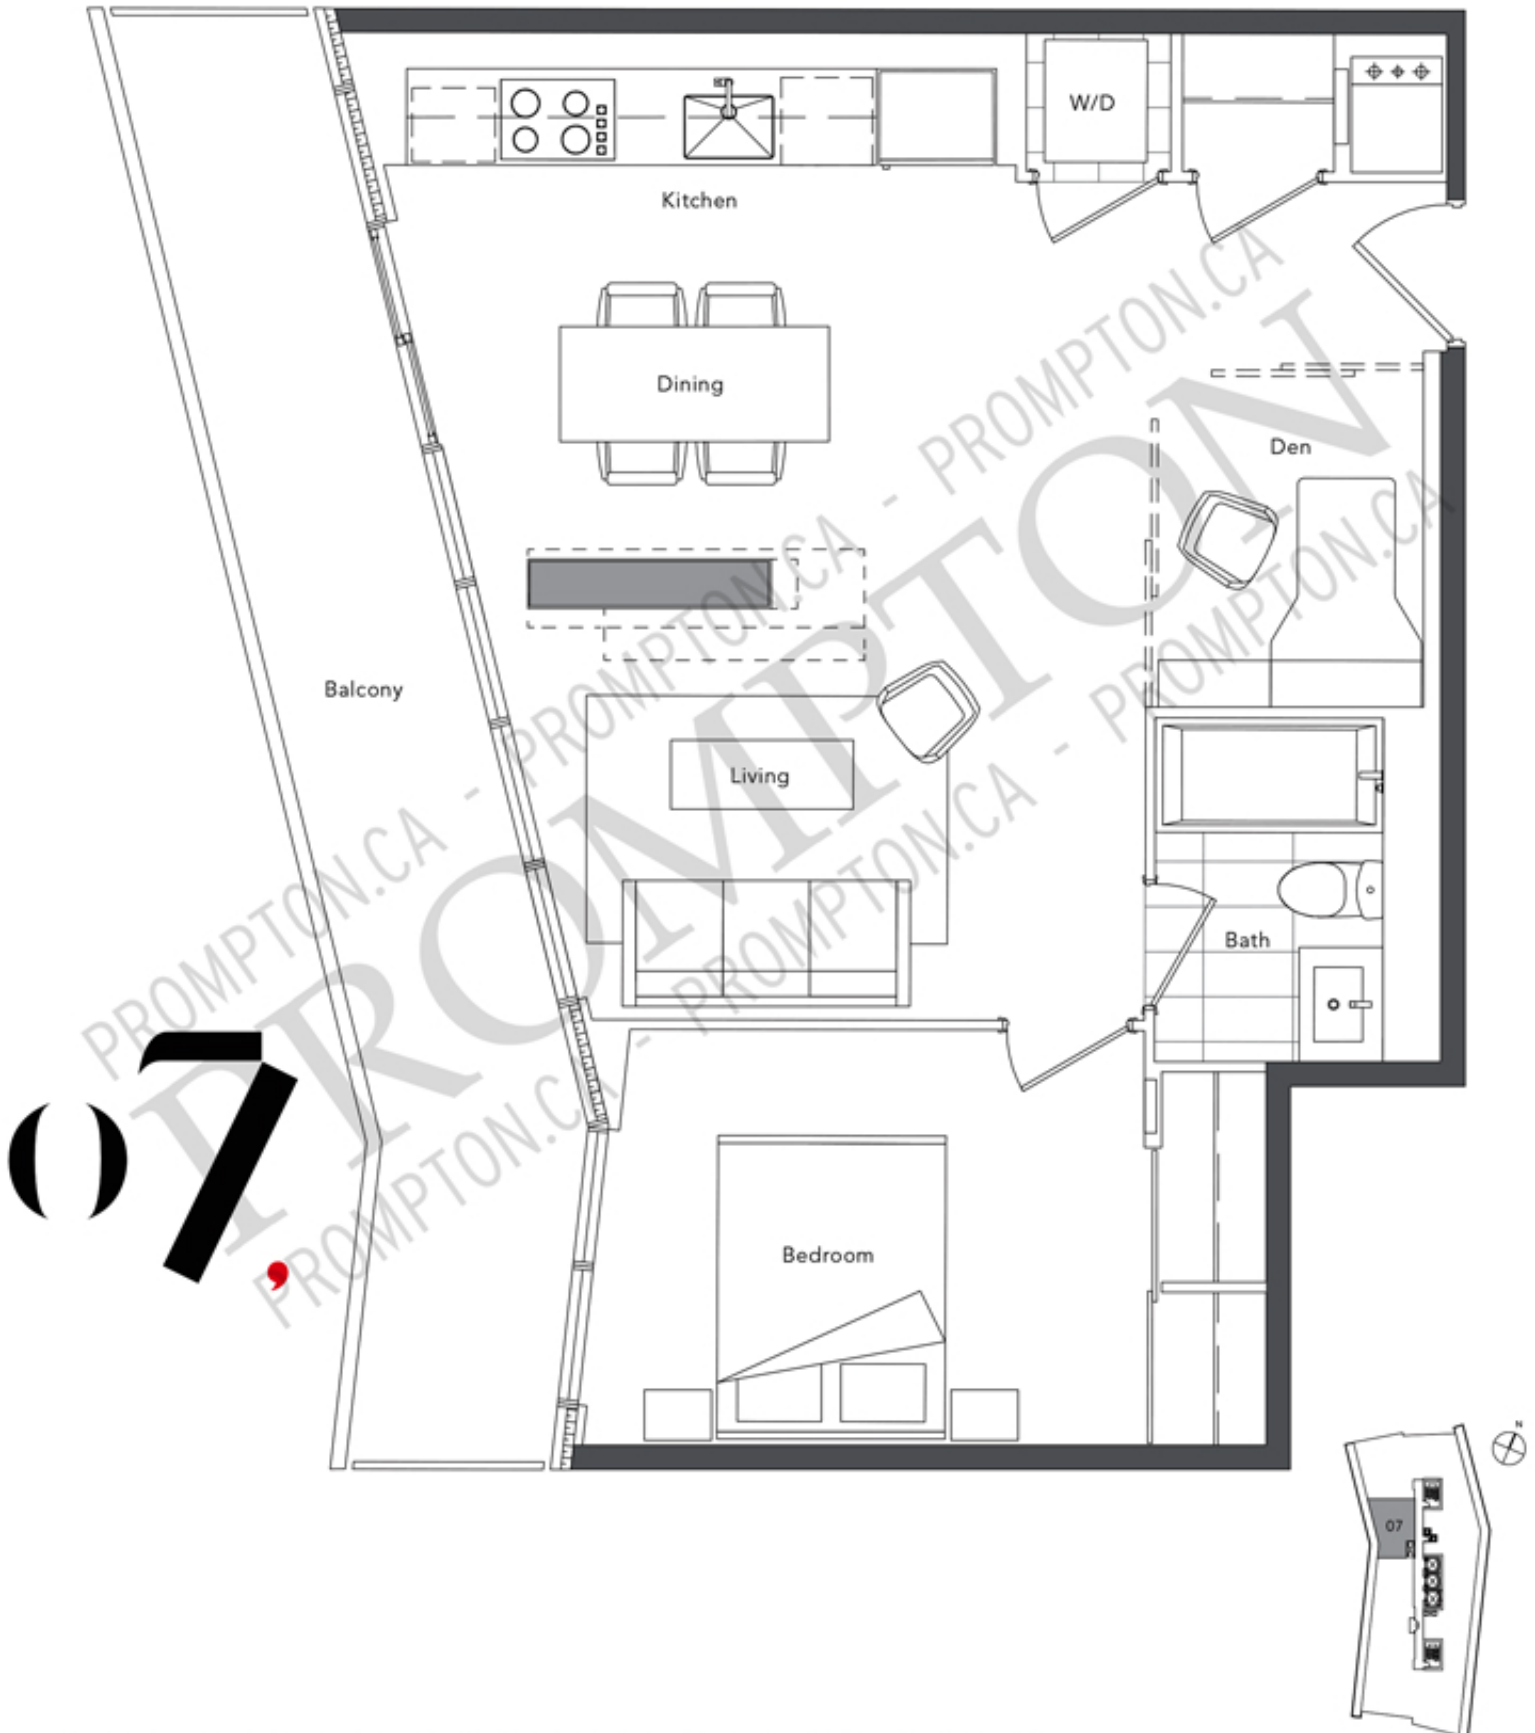 W/D
Kitchen
Dining
Den
Balcony
Living
Bath
Bedroom
07,
N
07
PROMPTON.CA - PROMPTON.CA - PROMPTON.CA
PROMPTON
PROMPTON.CA - PROMPTON.CA - PROMPTON.CA